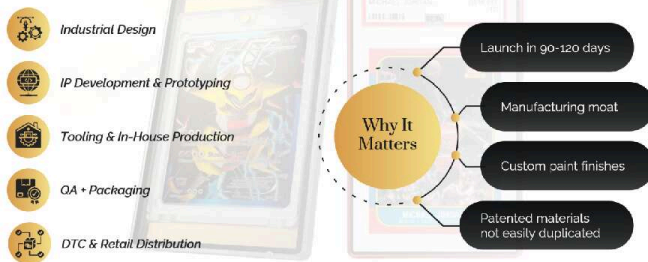 Industrial Design
IP Development & Prototyping
Tooling & In-House Production
QA + Packaging
DTC & Retail Distribution
Why It
Matters
Launch in 90-120 days
Manufacturing moat
Custom paint finishes
Patented materials
not easily duplicated